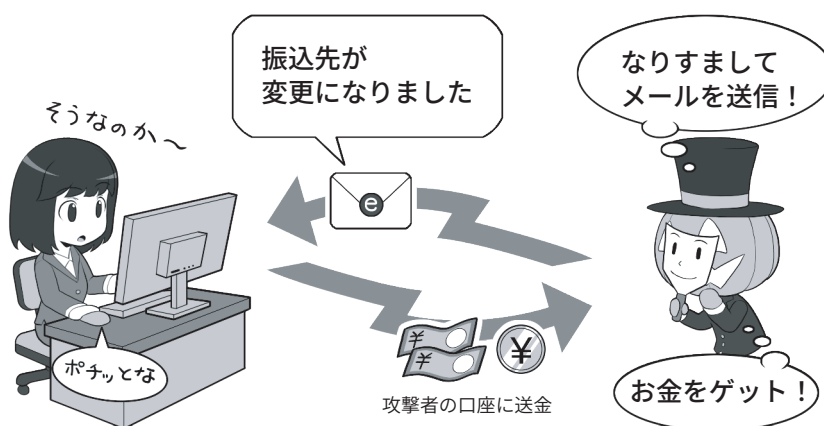 振込先が
変更になりました
なりすまして
メールを送信！
そうなのか～
e
ポチッとな
¥
¥
¥
攻撃者の口座に送金
お金をゲット！